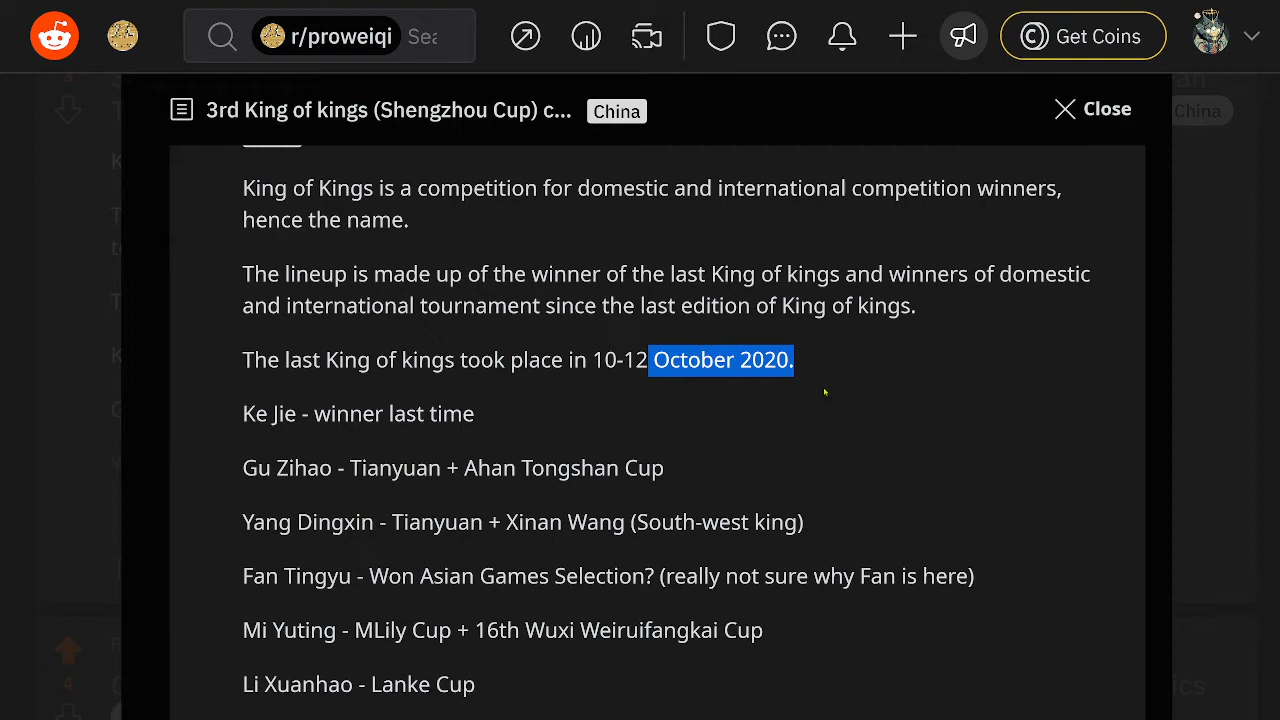 r/proweiqi Sea
Get Coins
3rd King of kings (Shengzhou Cup) c... China
Close
King of Kings is a competition for domestic and international competition winners,
hence the name.
The lineup is made up of the winner of the last King of kings and winners of domestic
and international tournament since the last edition of King of kings.
The last King of kings took place in 10-12 October 2020.
Ke Jie - winner last time
Gu Zihao - Tianyuan + Ahan Tongshan Cup
Yang Dingxin - Tianyuan + Xinan Wang (South-west king)
Fan Tingyu - Won Asian Games Selection? (really not sure why Fan is here)
Mi Yuting - MLily Cup + 16th Wuxi Weiruifangkai Cup
Li Xuanhao - Lanke Cup
China
4